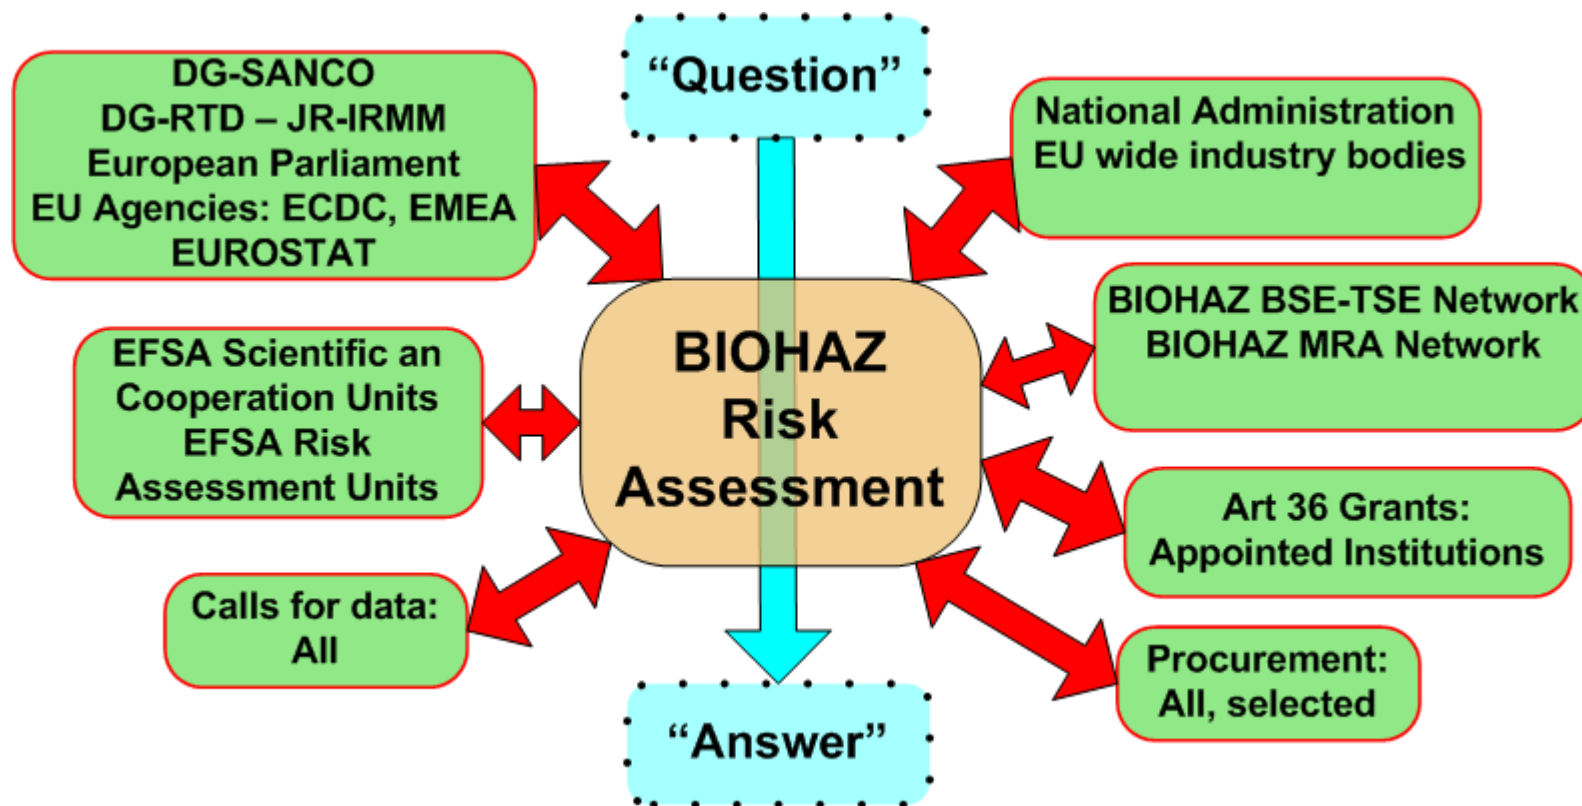 “Question”
DG-SANCO
DG-RTD – JR-IRMM
European Parliament
EU Agencies: ECDC, EMEA
EUROSTAT
National Administration
EU wide industry bodies
BIOHAZ BSE-TSE Network
BIOHAZ MRA Network
EFSA Scientific an
Cooperation Units
EFSA Risk
Assessment Units
BIOHAZ
Risk
Assessment
Art 36 Grants:
Appointed Institutions
Calls for data:
All
Procurement:
All, selected
“Answer”